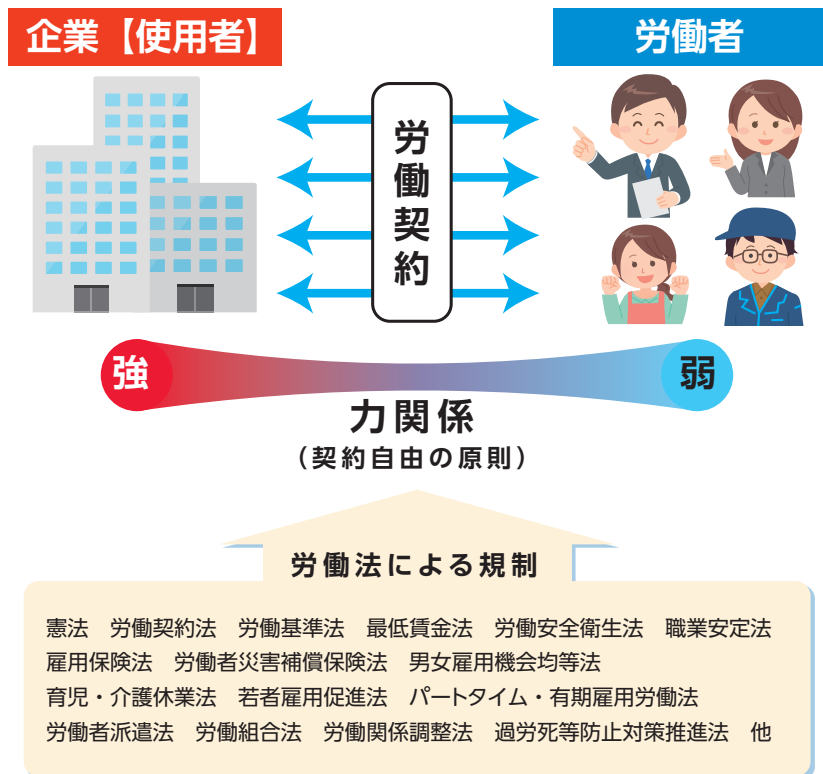 企業【使用者】
労働者
労働契約
強
弱
力関係
（契約自由の原則）
労働法による規制
憲法　労働契約法　労働基準法　最低賃金法　労働安全衛生法　職業安定法
雇用保険法　労働者災害補償保険法　男女雇用機会均等法
育児・介護休業法　若者雇用促進法　パートタイム・有期雇用労働法
労働者派遣法　労働組合法　労働関係調整法　過労死等防止対策推進法　他